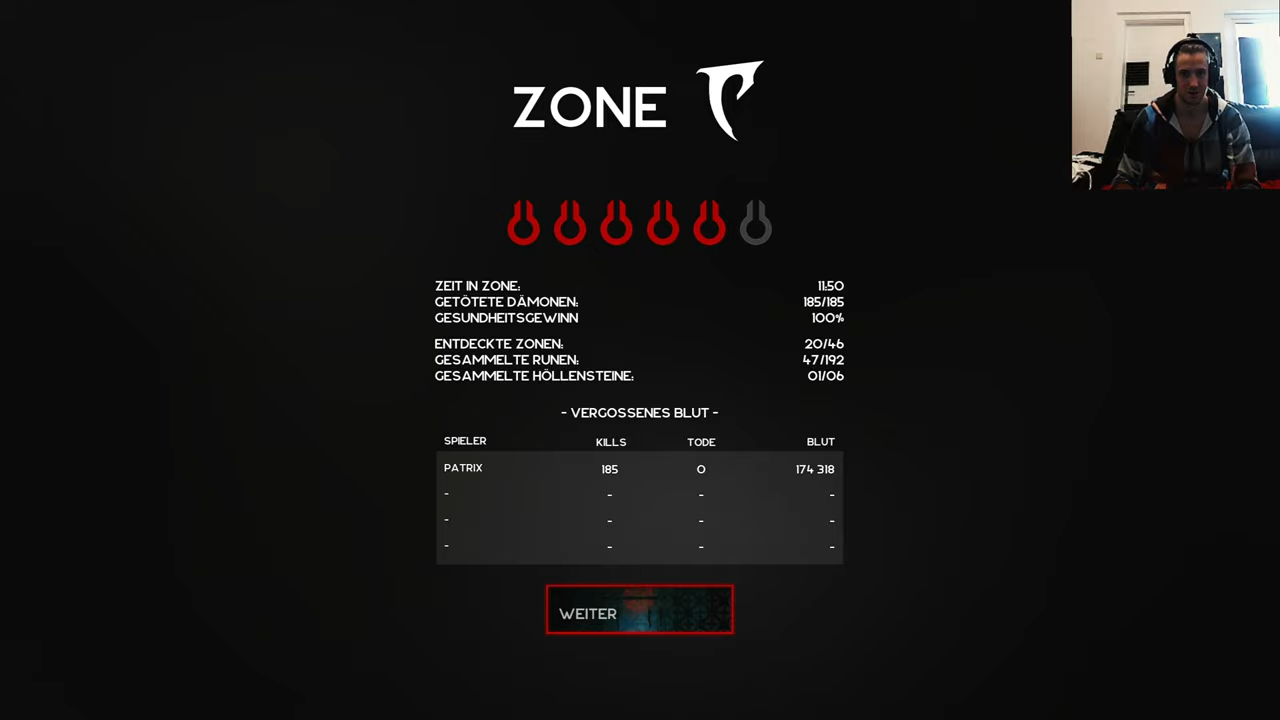 ZONE
ZEIT IN ZONE: 11:50
GETÖTETE DÄMONEN: 185/185
GESUNDHEITSGEWINN 100%
ENTDECKTE ZONEN: 20/46
GESAMMELTE RUNEN: 47/192
GESAMMELTE HÖLLENSTEINE: 01/06
- VERGOSSENES BLUT -
SPIELER KILLS TODE BLUT
PATRIX 185 0 174 318
- - - -
- - - -
- - - -
WEITER